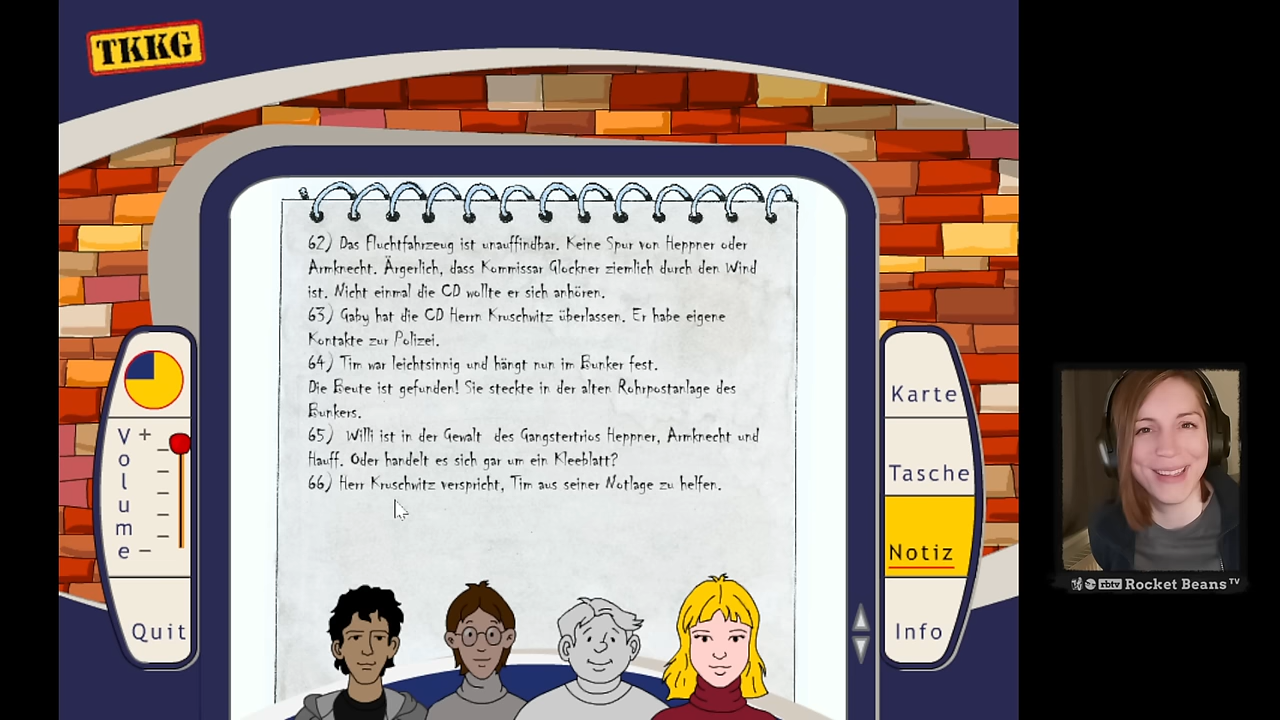 TKKG
62) Das Fluchtfahrzeug ist unauffindbar. Keine Spur von Heppner oder
Armknecht. Ärgerlich, dass Kommissar Glockner ziemlich durch den Wind
ist. Nicht einmal die CD wollte er sich anhören.
63) Gaby hat die CD Herrn Kruschwitz überlassen. Er habe eigene
Kontakte zur Polizei.
64) Tim war leichtsinnig und hängt nun im Bunker fest.
Die Beute ist gefunden! Sie steckte in der alten Rohrpostanlage des
Bunkers.
65) Willi ist in der Gewalt des Gangstertrios Heppner, Armknecht und
Hauff. Oder handelt es sich gar um ein Kleeblatt?
66) Herr Kruschwitz verspricht, Tim aus seiner Notlage zu helfen.
Volume
+
−
Quit
Karte
Tasche
Notiz
Info
rbtv Rocket Beans TV